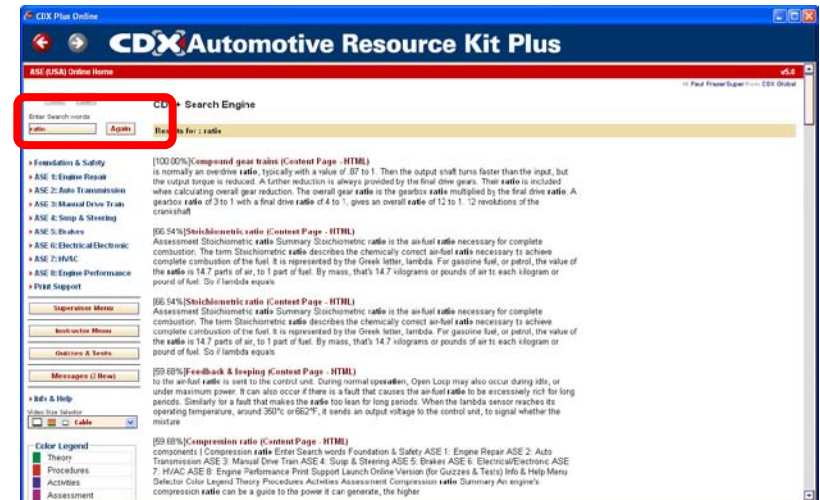 CDX Plus Online
CDX Automotive Resource Kit Plus
ASE (USA) Online Home
v5.0
Hi Paul FraserSuper from CDX Global
Enter Search words
ratio
Again
Foundation & Safety
ASE 1: Engine Repair
ASE 2: Auto Transmission
ASE 3: Manual Drive Train
ASE 4: Susp & Steering
ASE 5: Brakes
ASE 6: Electrical Electronic
ASE 7: HVAC
ASE 8: Engine Performance
Print Support
Supervisor Menu
Instructor Menu
Quizzes & Tests
Messages (2 New)
Info & Help
Video Size Selector
Cable
Color Legend
Theory
Procedures
Activities
Assessment
CD + Search Engine
Results for : ratio
[100.00%]Compound gear trains (Content Page - HTML)
is normally an overdrive ratio, typically with a value of .87 to 1. Then the output shaft turns faster than the input, but
the output torque is reduced. A further reduction is always provided by the final drive gears. Their ratio is included
when calculating overall gear reduction. The overall gear ratio is the gearbox ratio multiplied by the final drive ratio. A
gearbox ratio of 3 to 1 with a final drive ratio of 4 to 1, gives an overall ratio of 12 to 1. 12 revolutions of the
crankshaft
[66.94%]Stoichiometric ratio (Content Page - HTML)
Assessment Stoichiometric ratio Summary Stoichiometric ratio is the air-fuel ratio necessary for complete
combustion. The term Stoichiometric ratio describes the chemically correct air-fuel ratio necessary to achieve
complete combustion of the fuel. It is represented by the Greek letter, lambda. For gasoline fuel, or petrol, the value of
the ratio is 14.7 parts of air, to 1 part of fuel. By mass, that's 14.7 kilograms or pounds of air to each kilogram or
pound of fuel. So if lambda equals
[66.94%]Stoichiometric ratio (Content Page - HTML)
Assessment Stoichiometric ratio Summary Stoichiometric ratio is the air-fuel ratio necessary for complete
combustion. The term Stoichiometric ratio describes the chemically correct air-fuel ratio necessary to achieve
complete combustion of the fuel. It is represented by the Greek letter, lambda. For gasoline fuel, or petrol, the value of
the ratio is 14.7 parts of air, to 1 part of fuel. By mass, that's 14.7 kilograms or pounds of air to each kilogram or
pound of fuel. So if lambda equals
[59.68%]Feedback & looping (Content Page - HTML)
to the air-fuel ratio is sent to the control unit. During normal operation, Open Loop may also occur during idle, or
under maximum power. It can also occur if there is a fault that causes the air-fuel ratio to be excessively rich for long
periods. Similarly for a fault that makes the ratio too lean for long periods. When the lambda sensor reaches its
operating temperature, around 350°c or 662°F, it sends an output voltage to the control unit, to signal whether the
mixture
[59.68%]Compression ratio (Content Page - HTML)
components | Compression ratio Enter Search words Foundation & Safety ASE 1: Engine Repair ASE 2: Auto
Transmission ASE 3: Manual Drive Train ASE 4: Susp & Steering ASE 5: Brakes ASE 6: Electrical/Electronic ASE
7: HVAC ASE 8: Engine Performance Print Support Launch Online Version (for Quizzes & Tests) Info & Help Menu
Selector Color Legend Theory Procedures Activities Assessment Compression ratio Summary An engine's
compression ratio can be a guide to the power it can generate, the higher